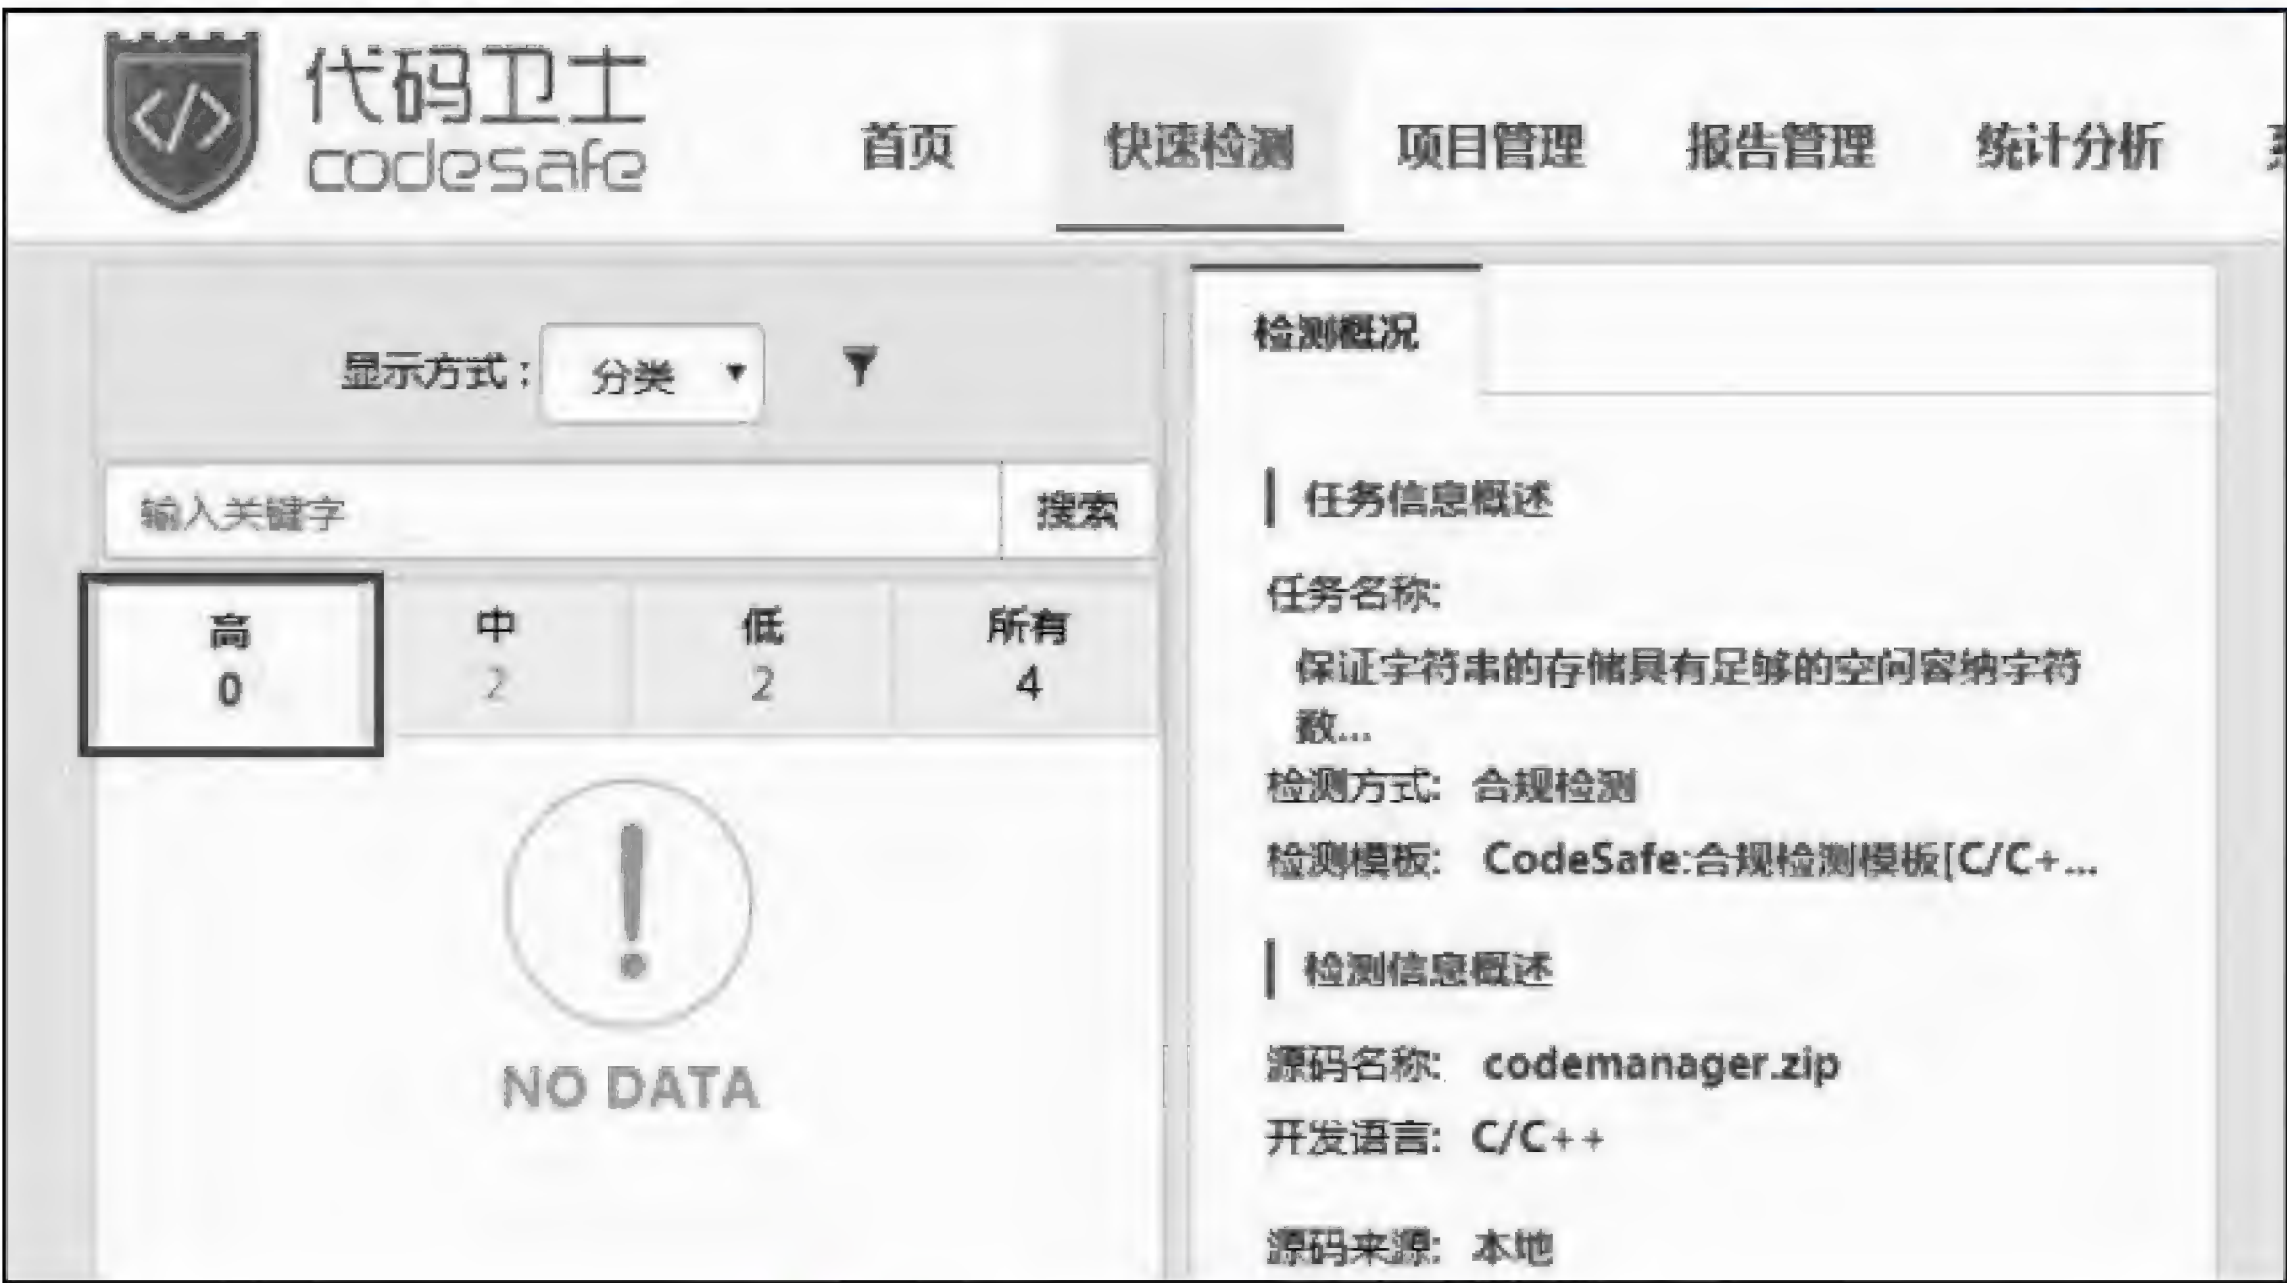 代码卫士
codesafe
首页 快速检测 项目管理 报告管理 统计分析
显示方式： 分类
输入关键字 搜索
高 中 低 所有
0 2 2 4
NO DATA
检测概况
任务信息概述
任务名称:
保证字符串的存储具有足够的空间容纳字符
数...
检测方式: 合规检测
检测模板: CodeSafe:合规检测模板[C/C+...
检测信息概述
源码名称: codemanager.zip
开发语言: C/C++
源码来源: 本地